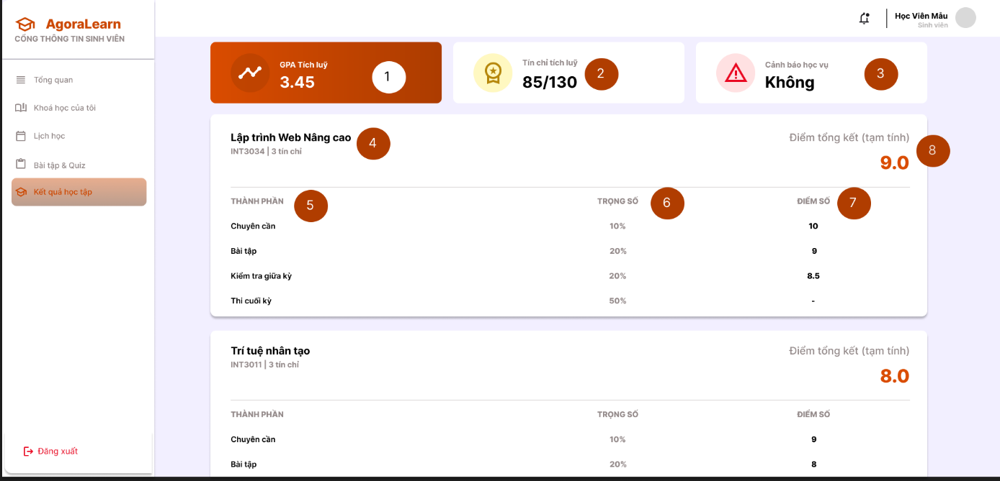 AgoraLearn
CỔNG THÔNG TIN SINH VIÊN
Tổng quan
Khoá học của tôi
Lịch học
Bài tập & Quiz
Kết quả học tập
Đăng xuất
Học Viên Mẫu
Sinh viên
GPA Tích luỹ
3.45
1
Tín chỉ tích luỹ
85/130
2
Cảnh báo học vụ
Không
3
Lập trình Web Nâng cao
4
INT3034 | 3 tín chỉ
Điểm tổng kết (tạm tính)
9.0
8
THÀNH PHẦN 5 TRỌNG SỐ 6 ĐIỂM SỐ 7
Chuyên cần 10% 10
Bài tập 20% 9
Kiểm tra giữa kỳ 20% 8.5
Thi cuối kỳ 50% -
Trí tuệ nhân tạo
INT3011 | 3 tín chỉ
Điểm tổng kết (tạm tính)
8.0
THÀNH PHẦN TRỌNG SỐ ĐIỂM SỐ
Chuyên cần 10% 9
Bài tập 20% 8